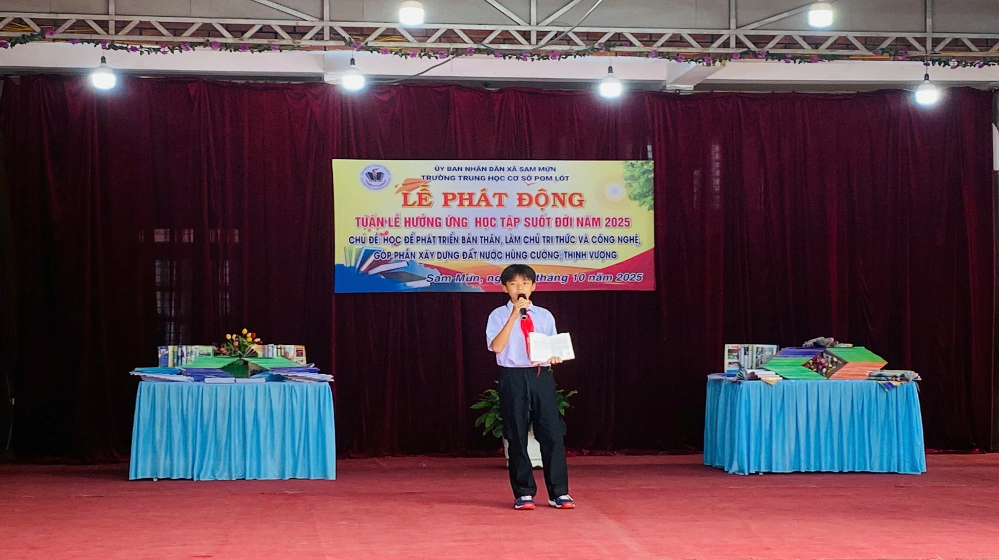 ỦY BAN NHÂN DÂN XÃ SAM MỨN
TRƯỜNG TRUNG HỌC CƠ SỞ POM LÓT
LỄ PHÁT ĐỘNG
TUẦN LỄ HƯỞNG ỨNG HỌC TẬP SUỐT ĐỜI NĂM 2025
CHỦ ĐỀ: HỌC ĐỂ PHÁT TRIỂN BẢN THÂN, LÀM CHỦ TRI THỨC VÀ CÔNG NGHỆ,
GÓP PHẦN XÂY DỰNG ĐẤT NƯỚC HÙNG CƯỜNG, THỊNH VƯỢNG
Sam Mứn, tháng 10 năm 2025